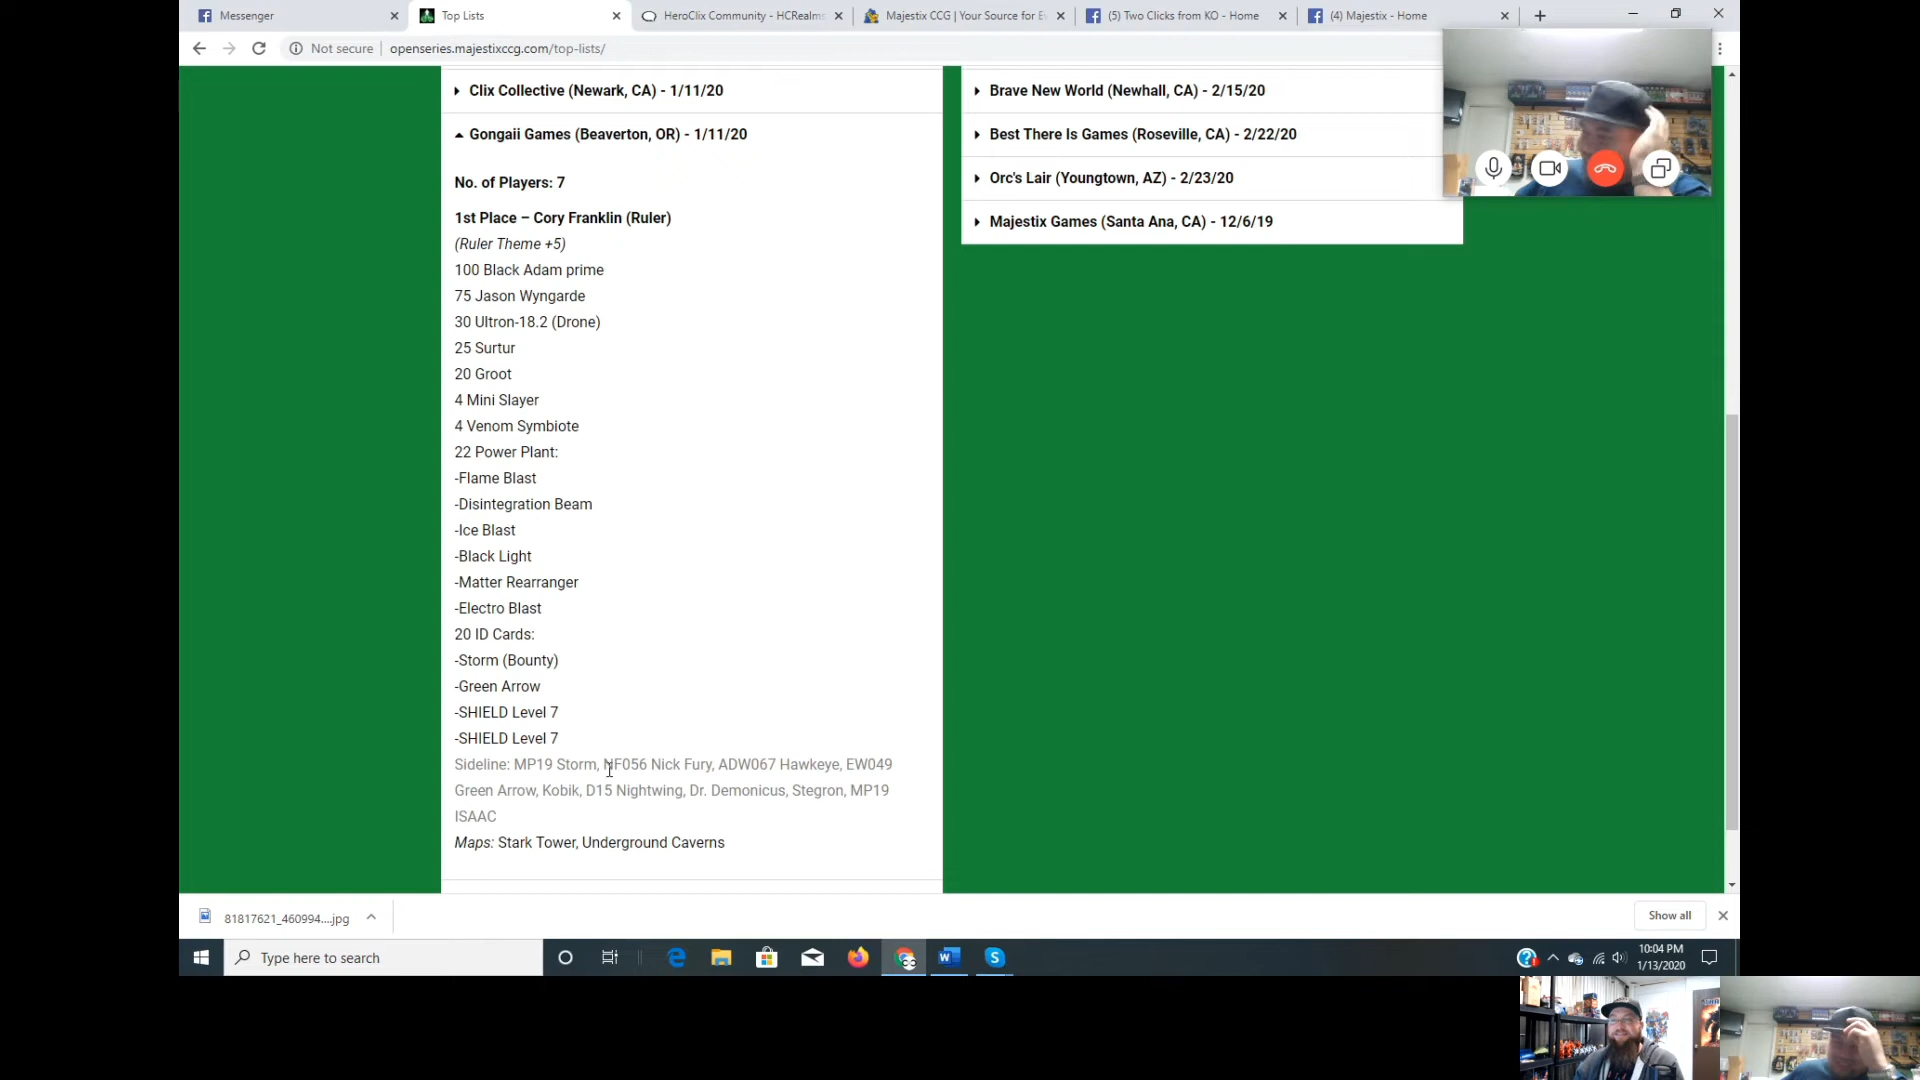 Messenger
Top Lists
HeroClix Community - HCRealms
Majestix CCG | Your Source for E
(5) Two Clicks from KO - Home
(4) Majestix - Home
Not secure
openseries.majestixccg.com/top-lists/
Clix Collective (Newark, CA) - 1/11/20
Gongaii Games (Beaverton, OR) - 1/11/20
No. of Players: 7
1st Place – Cory Franklin (Ruler)
(Ruler Theme +5)
100 Black Adam prime
75 Jason Wyngarde
30 Ultron-18.2 (Drone)
25 Surtur
20 Groot
4 Mini Slayer
4 Venom Symbiote
22 Power Plant:
-Flame Blast
-Disintegration Beam
-Ice Blast
-Black Light
-Matter Rearranger
-Electro Blast
20 ID Cards:
-Storm (Bounty)
-Green Arrow
-SHIELD Level 7
-SHIELD Level 7
Sideline: MP19 Storm, NF056 Nick Fury, ADW067 Hawkeye, EW049
Green Arrow, Kobik, D15 Nightwing, Dr. Demonicus, Stegron, MP19
ISAAC
Maps: Stark Tower, Underground Caverns
Brave New World (Newhall, CA) - 2/15/20
Best There Is Games (Roseville, CA) - 2/22/20
Orc's Lair (Youngtown, AZ) - 2/23/20
Majestix Games (Santa Ana, CA) - 12/6/19
81817621_460994....jpg
Show all
Type here to search
10:04 PM
1/13/2020